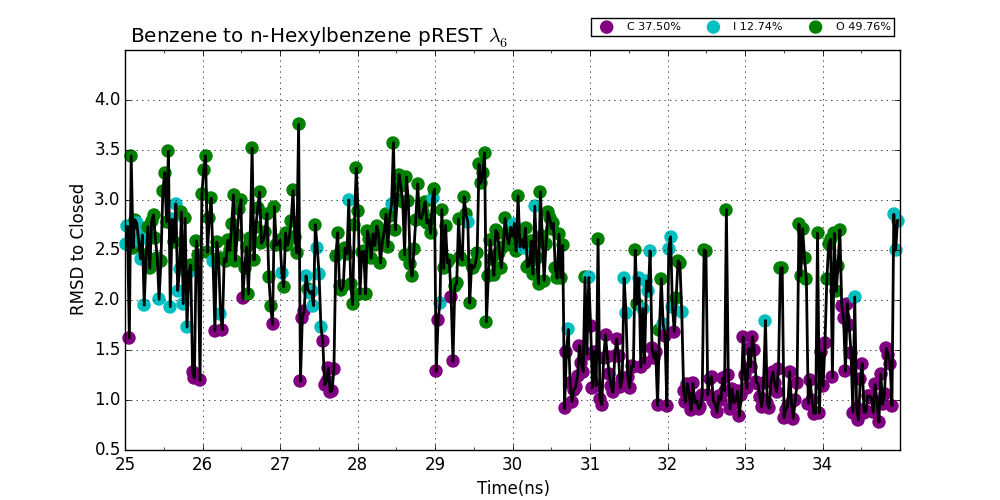 Benzene to n-Hexylbenzene pREST λ6
C 37.50% I 12.74% O 49.76%
RMSD to Closed
4.0
3.5
3.0
2.5
2.0
1.5
1.0
0.5
25 26 27 28 29 30 31 32 33 34
Time(ns)